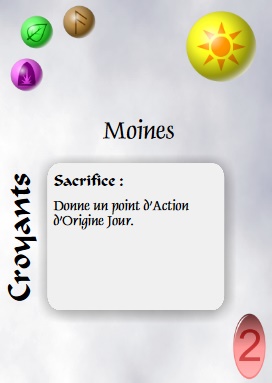 Moines
Croyants
Sacrifice :
Donne un point d'Action
d'Origine Jour.
2